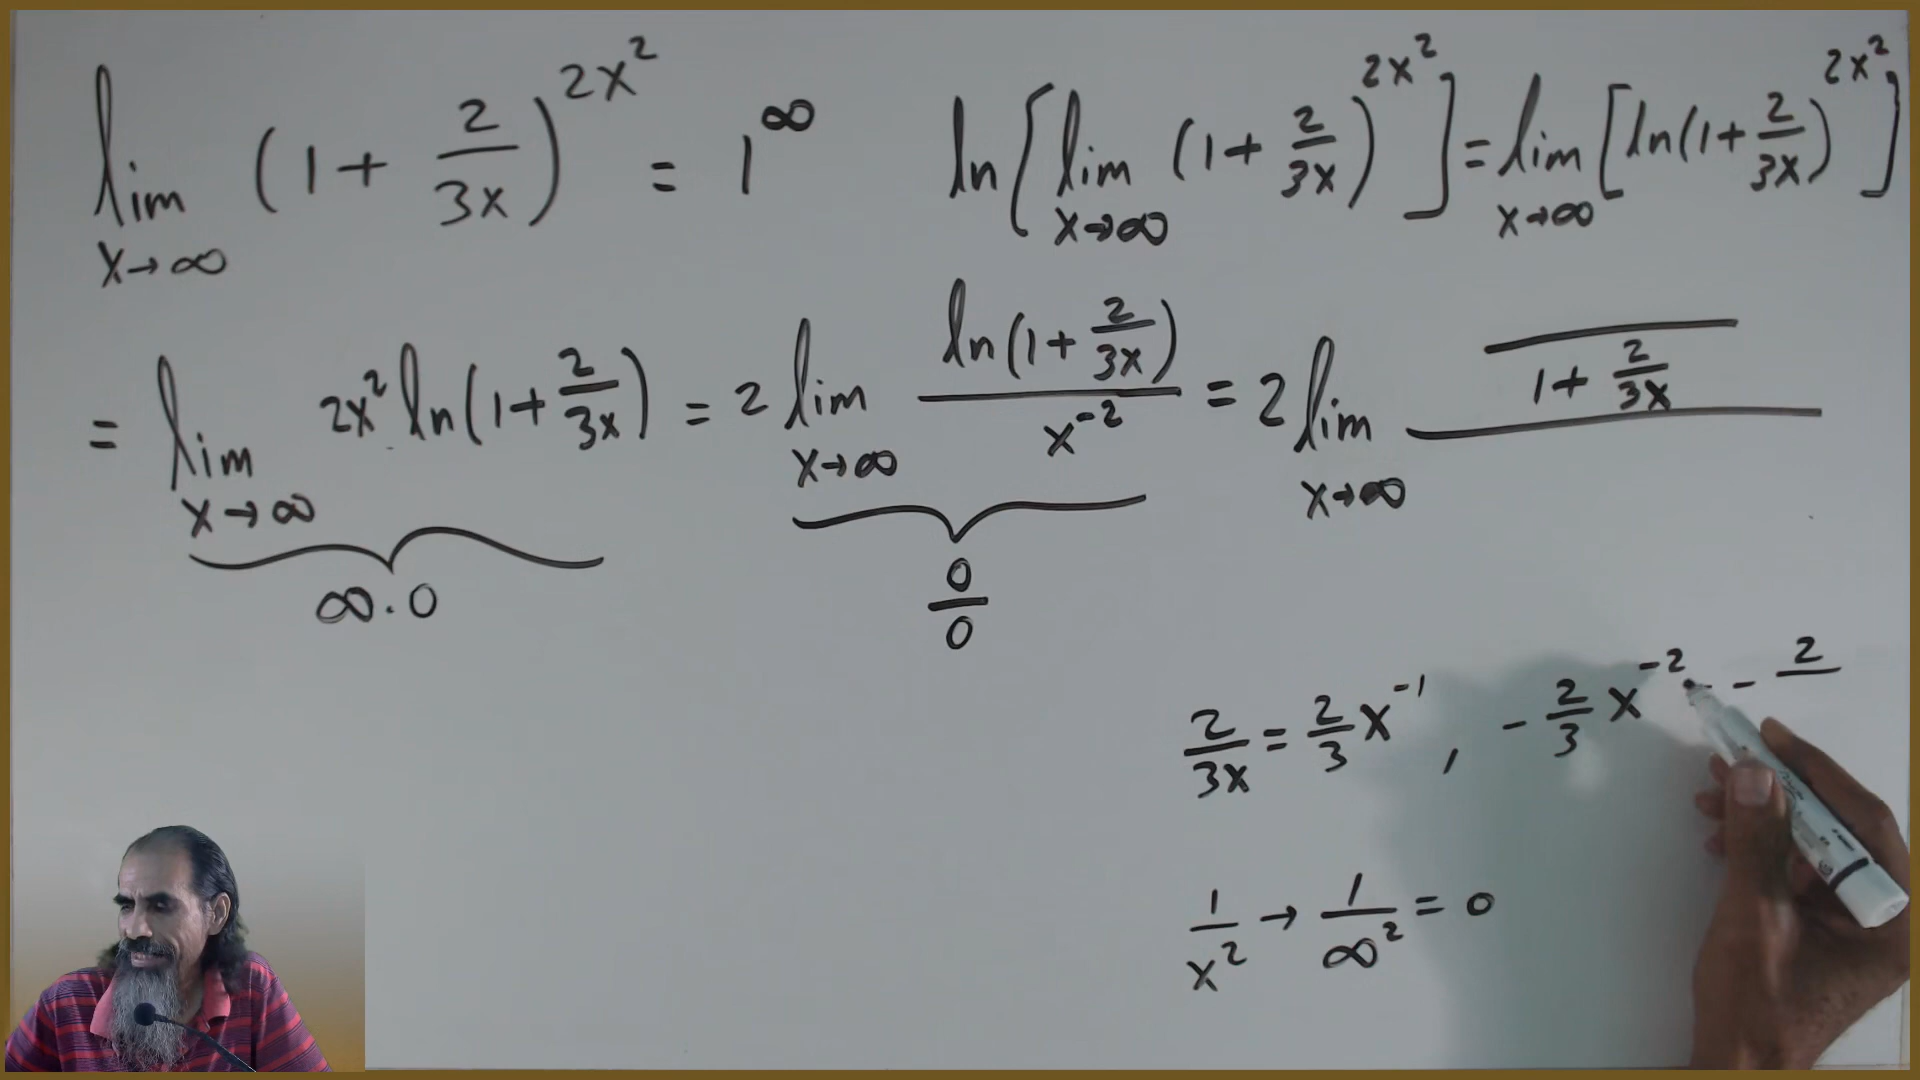 lim x→∞ (1 + 2/3x)^2x² = 1^∞
ln[lim x→∞ (1 + 2/3x)^2x²] = lim x→∞ [ln(1 + 2/3x)^2x²]
= lim x→∞ 2x² ln(1 + 2/3x) = 2 lim x→∞ ln(1 + 2/3x) / x^-2 = 2 lim x→∞ 1 + 2/3x
∞ · 0
0/0
2/3x = 2/3 x^-1 , - 2/3 x^-2 - 2
1/x² → 1/∞² = 0